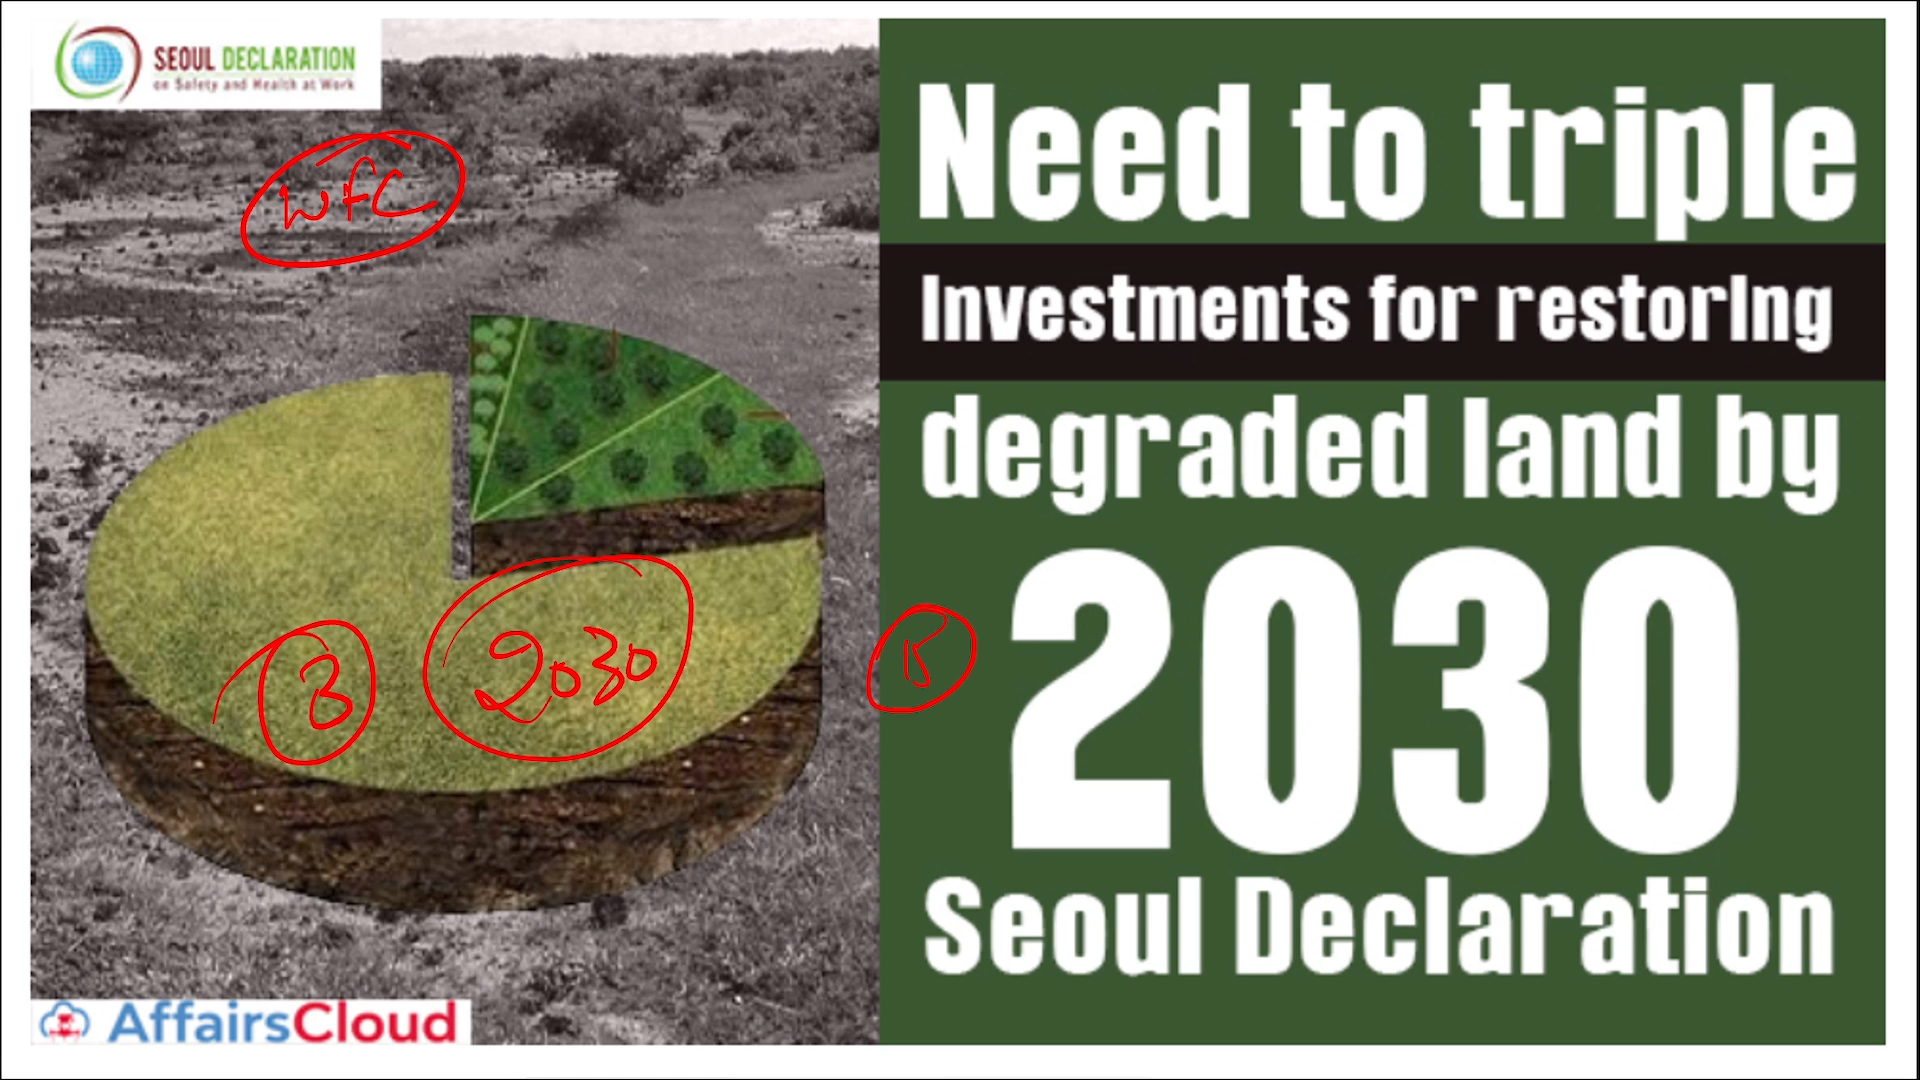 SEOUL DECLARATION
on Safety and Health at Work
WFC
3
2030
15
Need to triple
investments for restoring
degraded land by
2030
Seoul Declaration
AffairsCloud